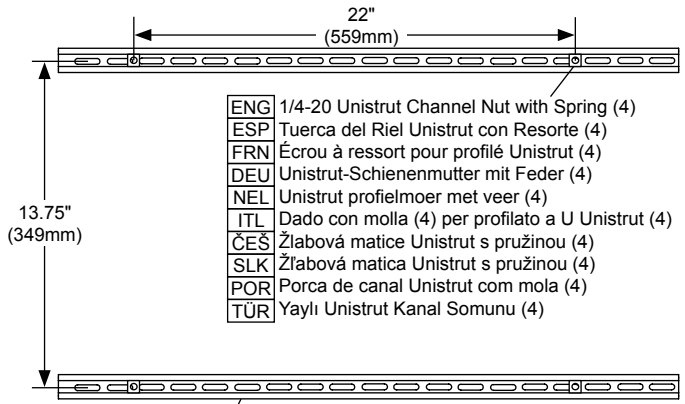 22"
(559mm)
ENG 1/4-20 Unistrut Channel Nut with Spring (4)
ESP Tuerca del Riel Unistrut con Resorte (4)
FRN Écrou à ressort pour profilé Unistrut (4)
DEU Unistrut-Schienenmutter mit Feder (4)
NEL Unistrut profielmoer met veer (4)
ITL Dado con molla (4) per profilato a U Unistrut (4)
ČEŠ Žlabová matice Unistrut s pružinou (4)
SLK Žľabová matica Unistrut s pružinou (4)
POR Porca de canal Unistrut com mola (4)
TÜR Yaylı Unistrut Kanal Somunu (4)
13.75"
(349mm)